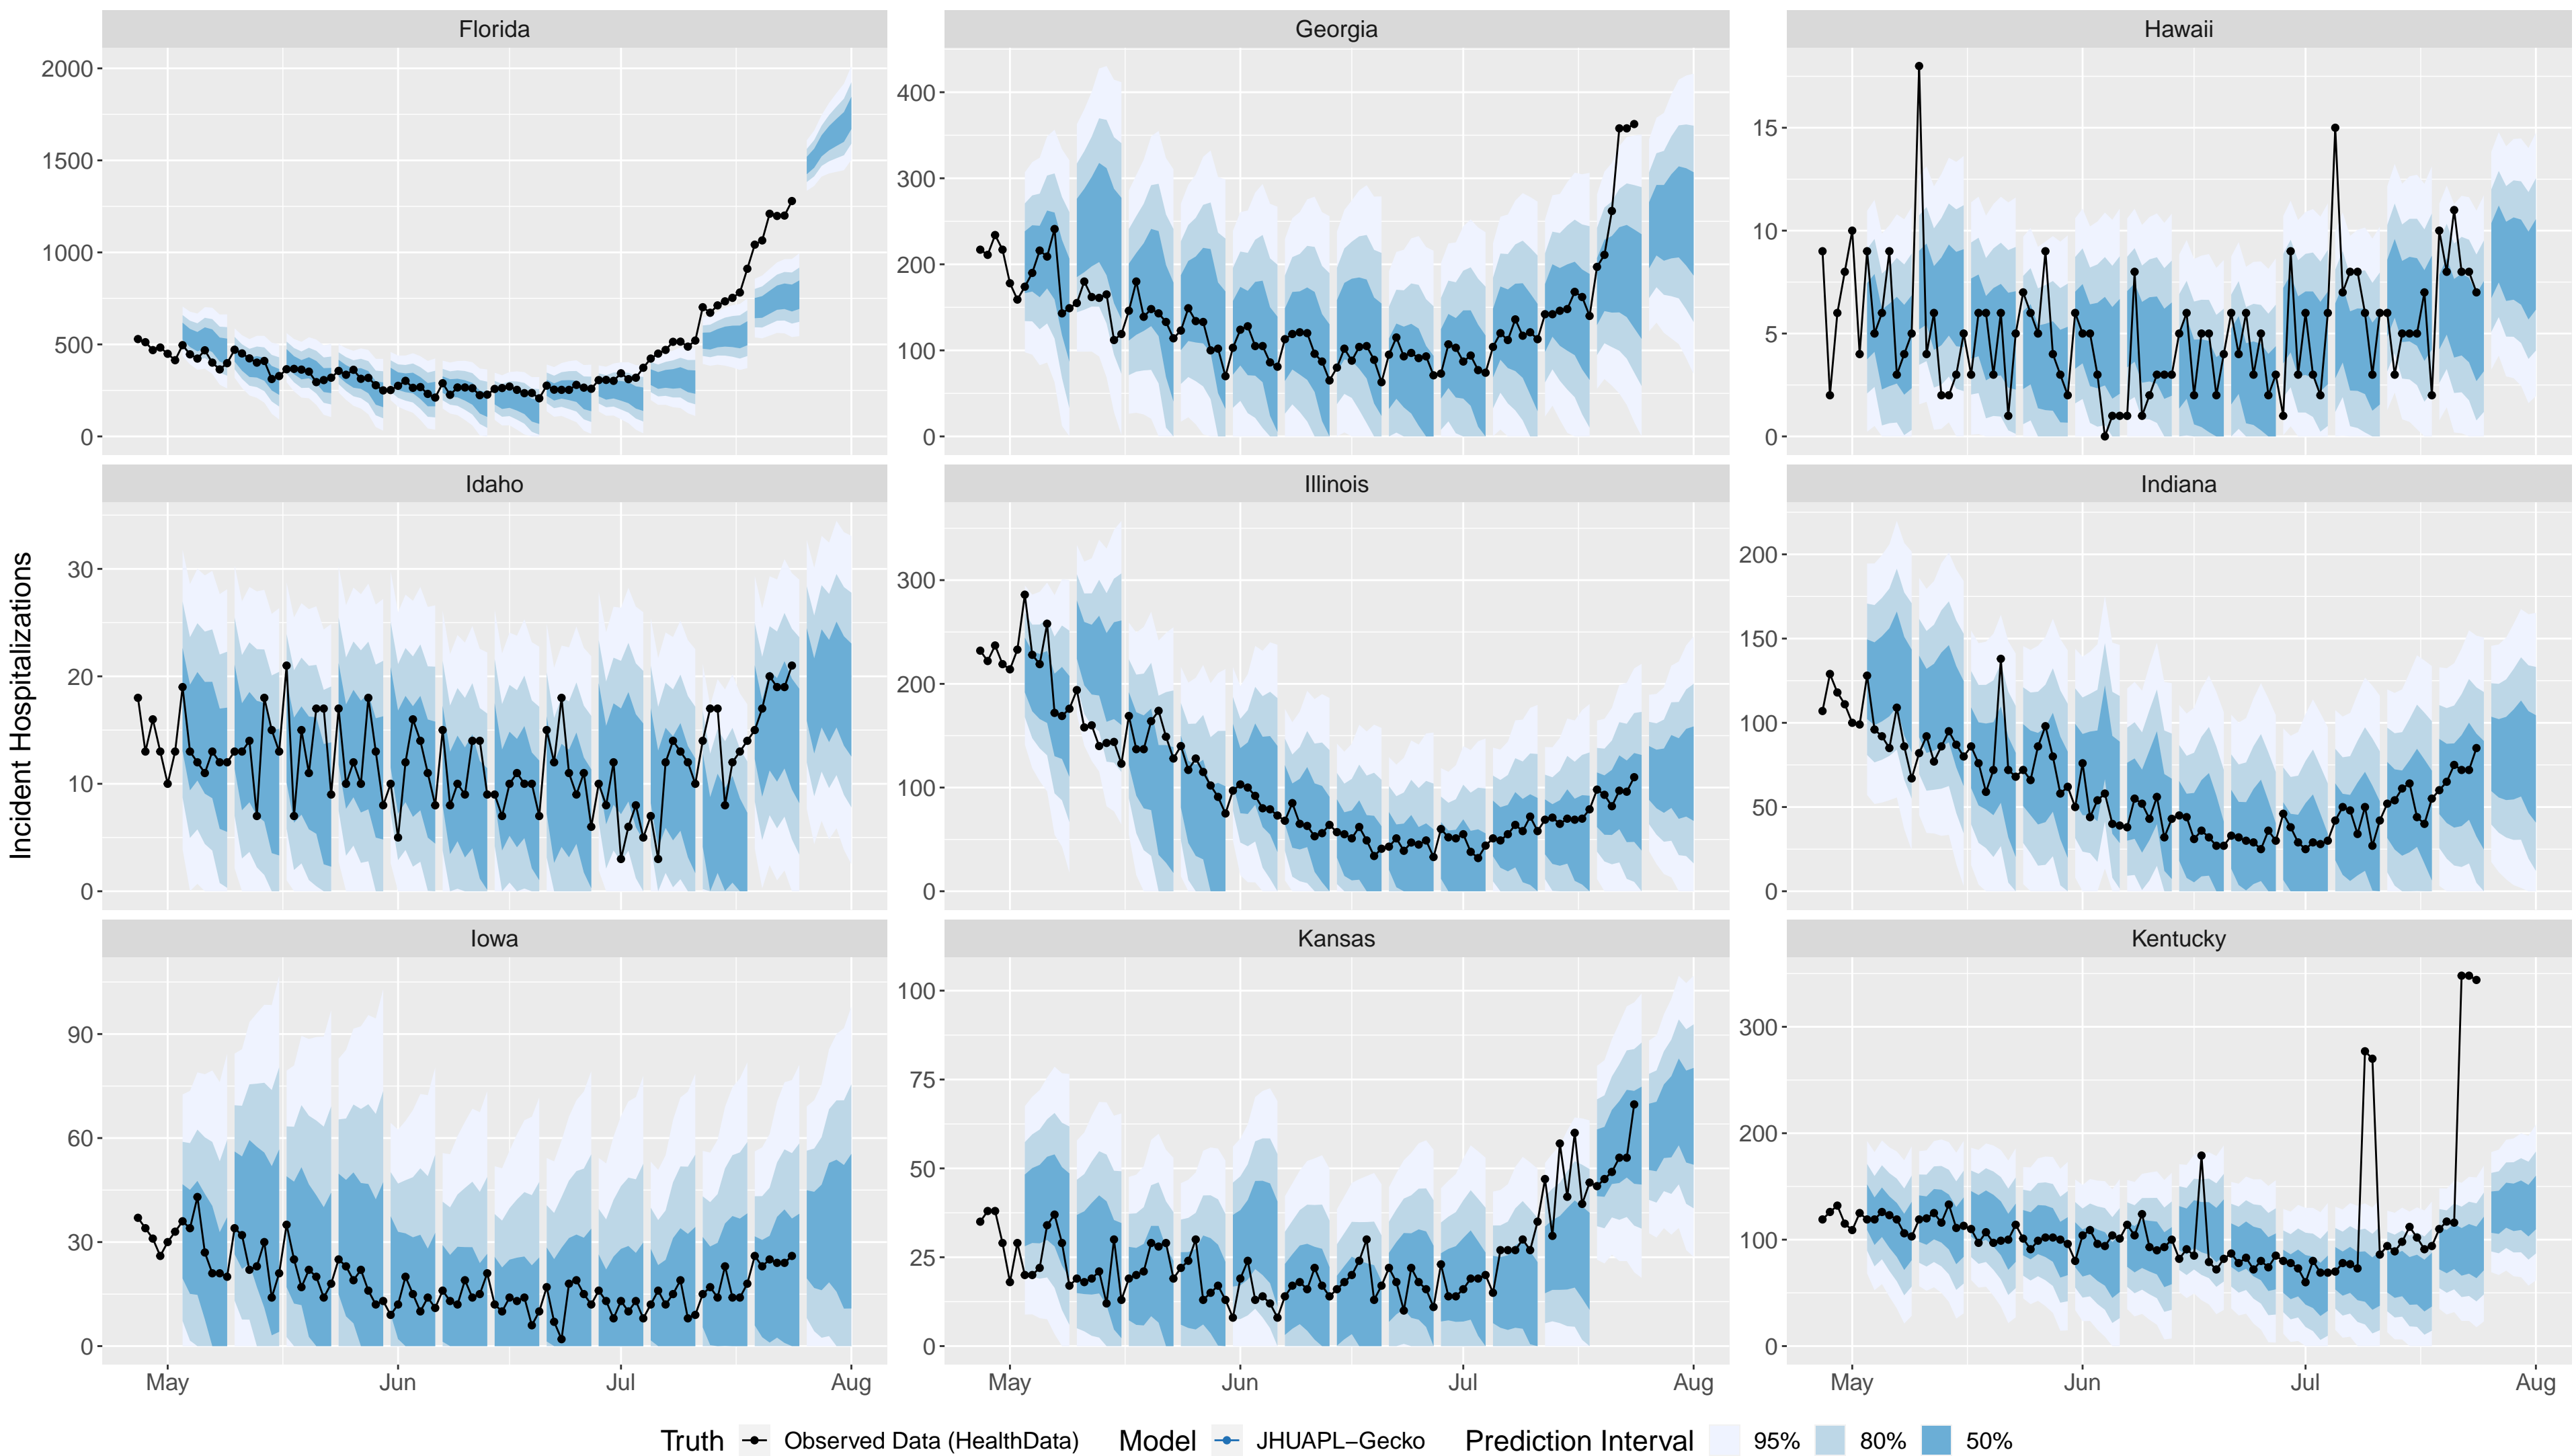 Florida
Georgia
Hawaii
2000
1500
1000
500
0
400
300
200
100
0
15
10
5
0
Idaho
Illinois
Indiana
Incident Hospitalizations
30
20
10
0
300
200
100
0
200
150
100
50
0
Iowa
Kansas
Kentucky
90
60
30
0
100
75
50
25
0
300
200
100
0
May Jun Jul Aug
May Jun Jul Aug
May Jun Jul Aug
Truth Observed Data (HealthData) Model JHUAPL−Gecko Prediction Interval 95% 80% 50%